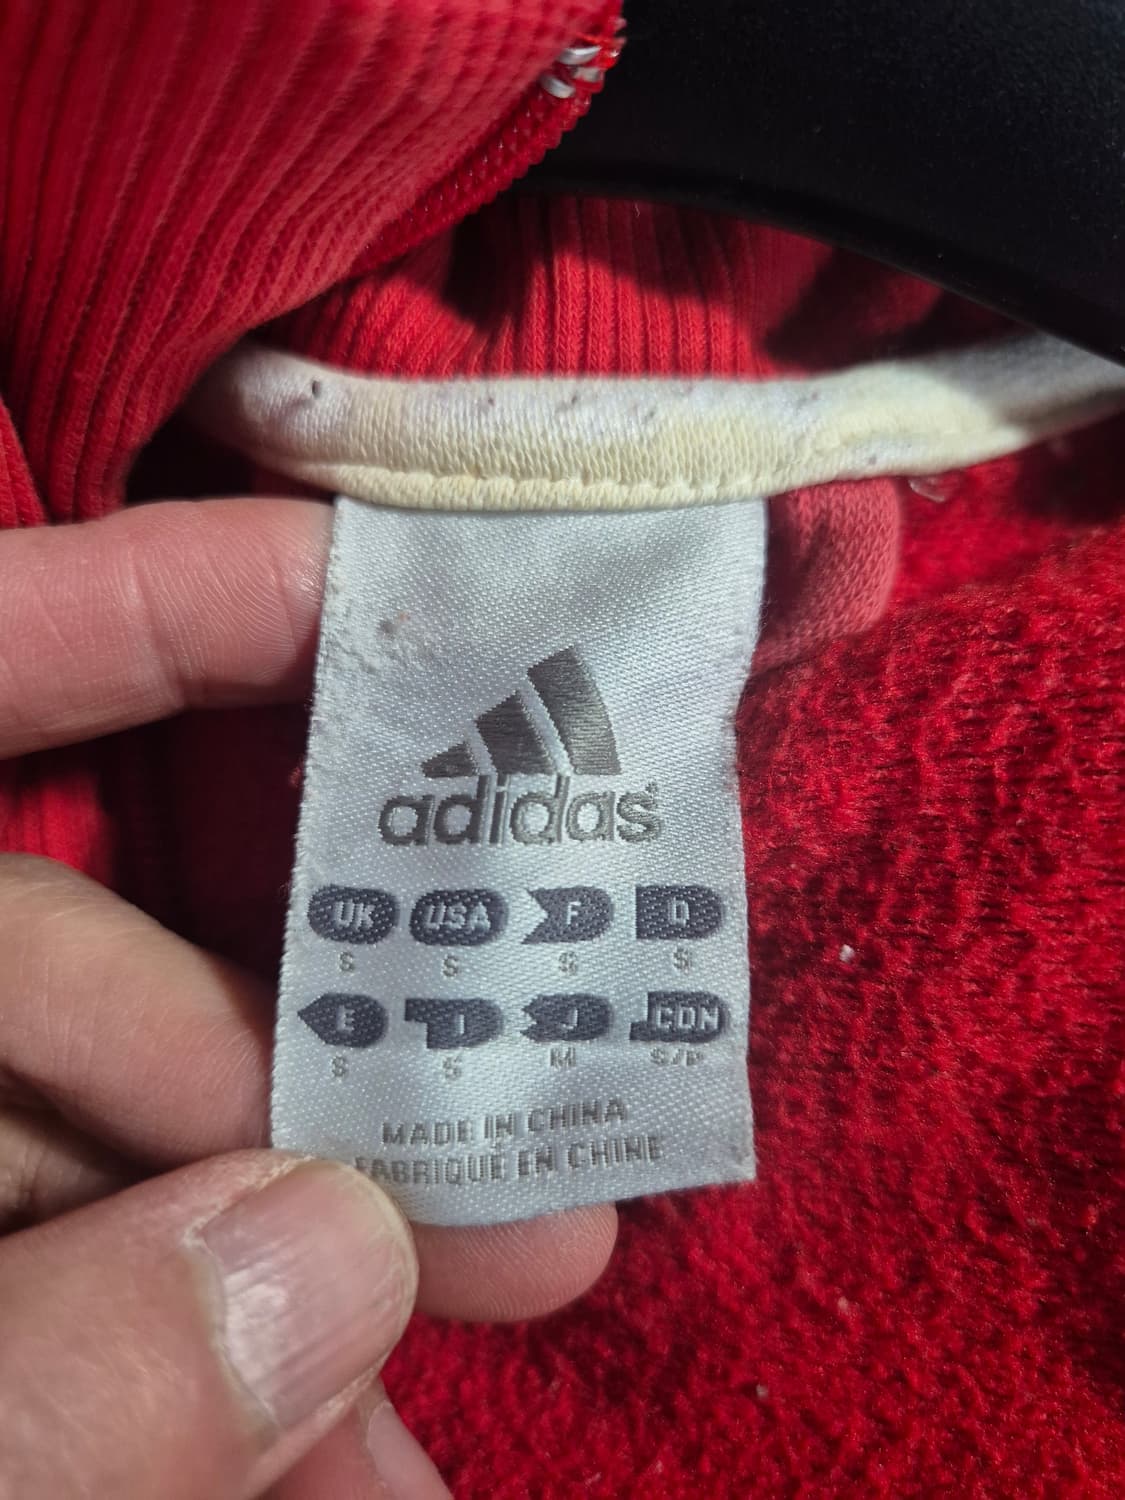 adidas
UK USA F D
S S S S
E I J CDN
S S M S/P
MADE IN CHINA
FABRIQUÉ EN CHINE